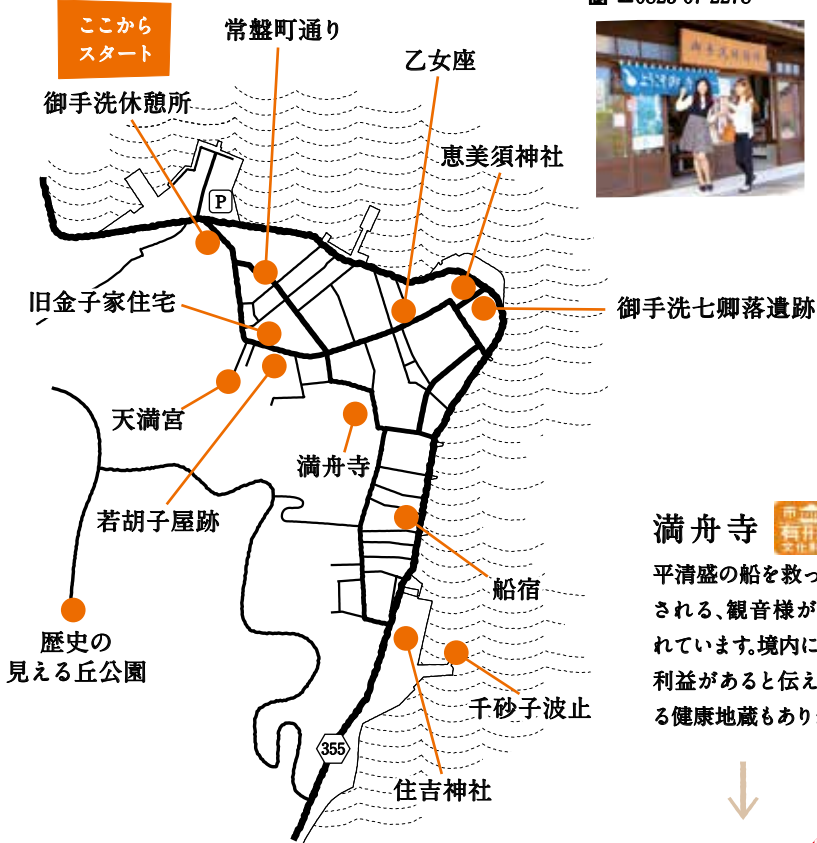 ここから
スタート
常盤町通り
乙女座
御手洗休憩所
恵美須神社
P
旧金子家住宅
御手洗七卿落遺跡
天満宮
満舟寺
若胡子屋跡
船宿
歴史の
見える丘公園
千砂子波止
355
住吉神社
満舟寺
平清盛の船を救っ
される、観音様が
れています。境内に
利益があると伝え
る健康地蔵もあり